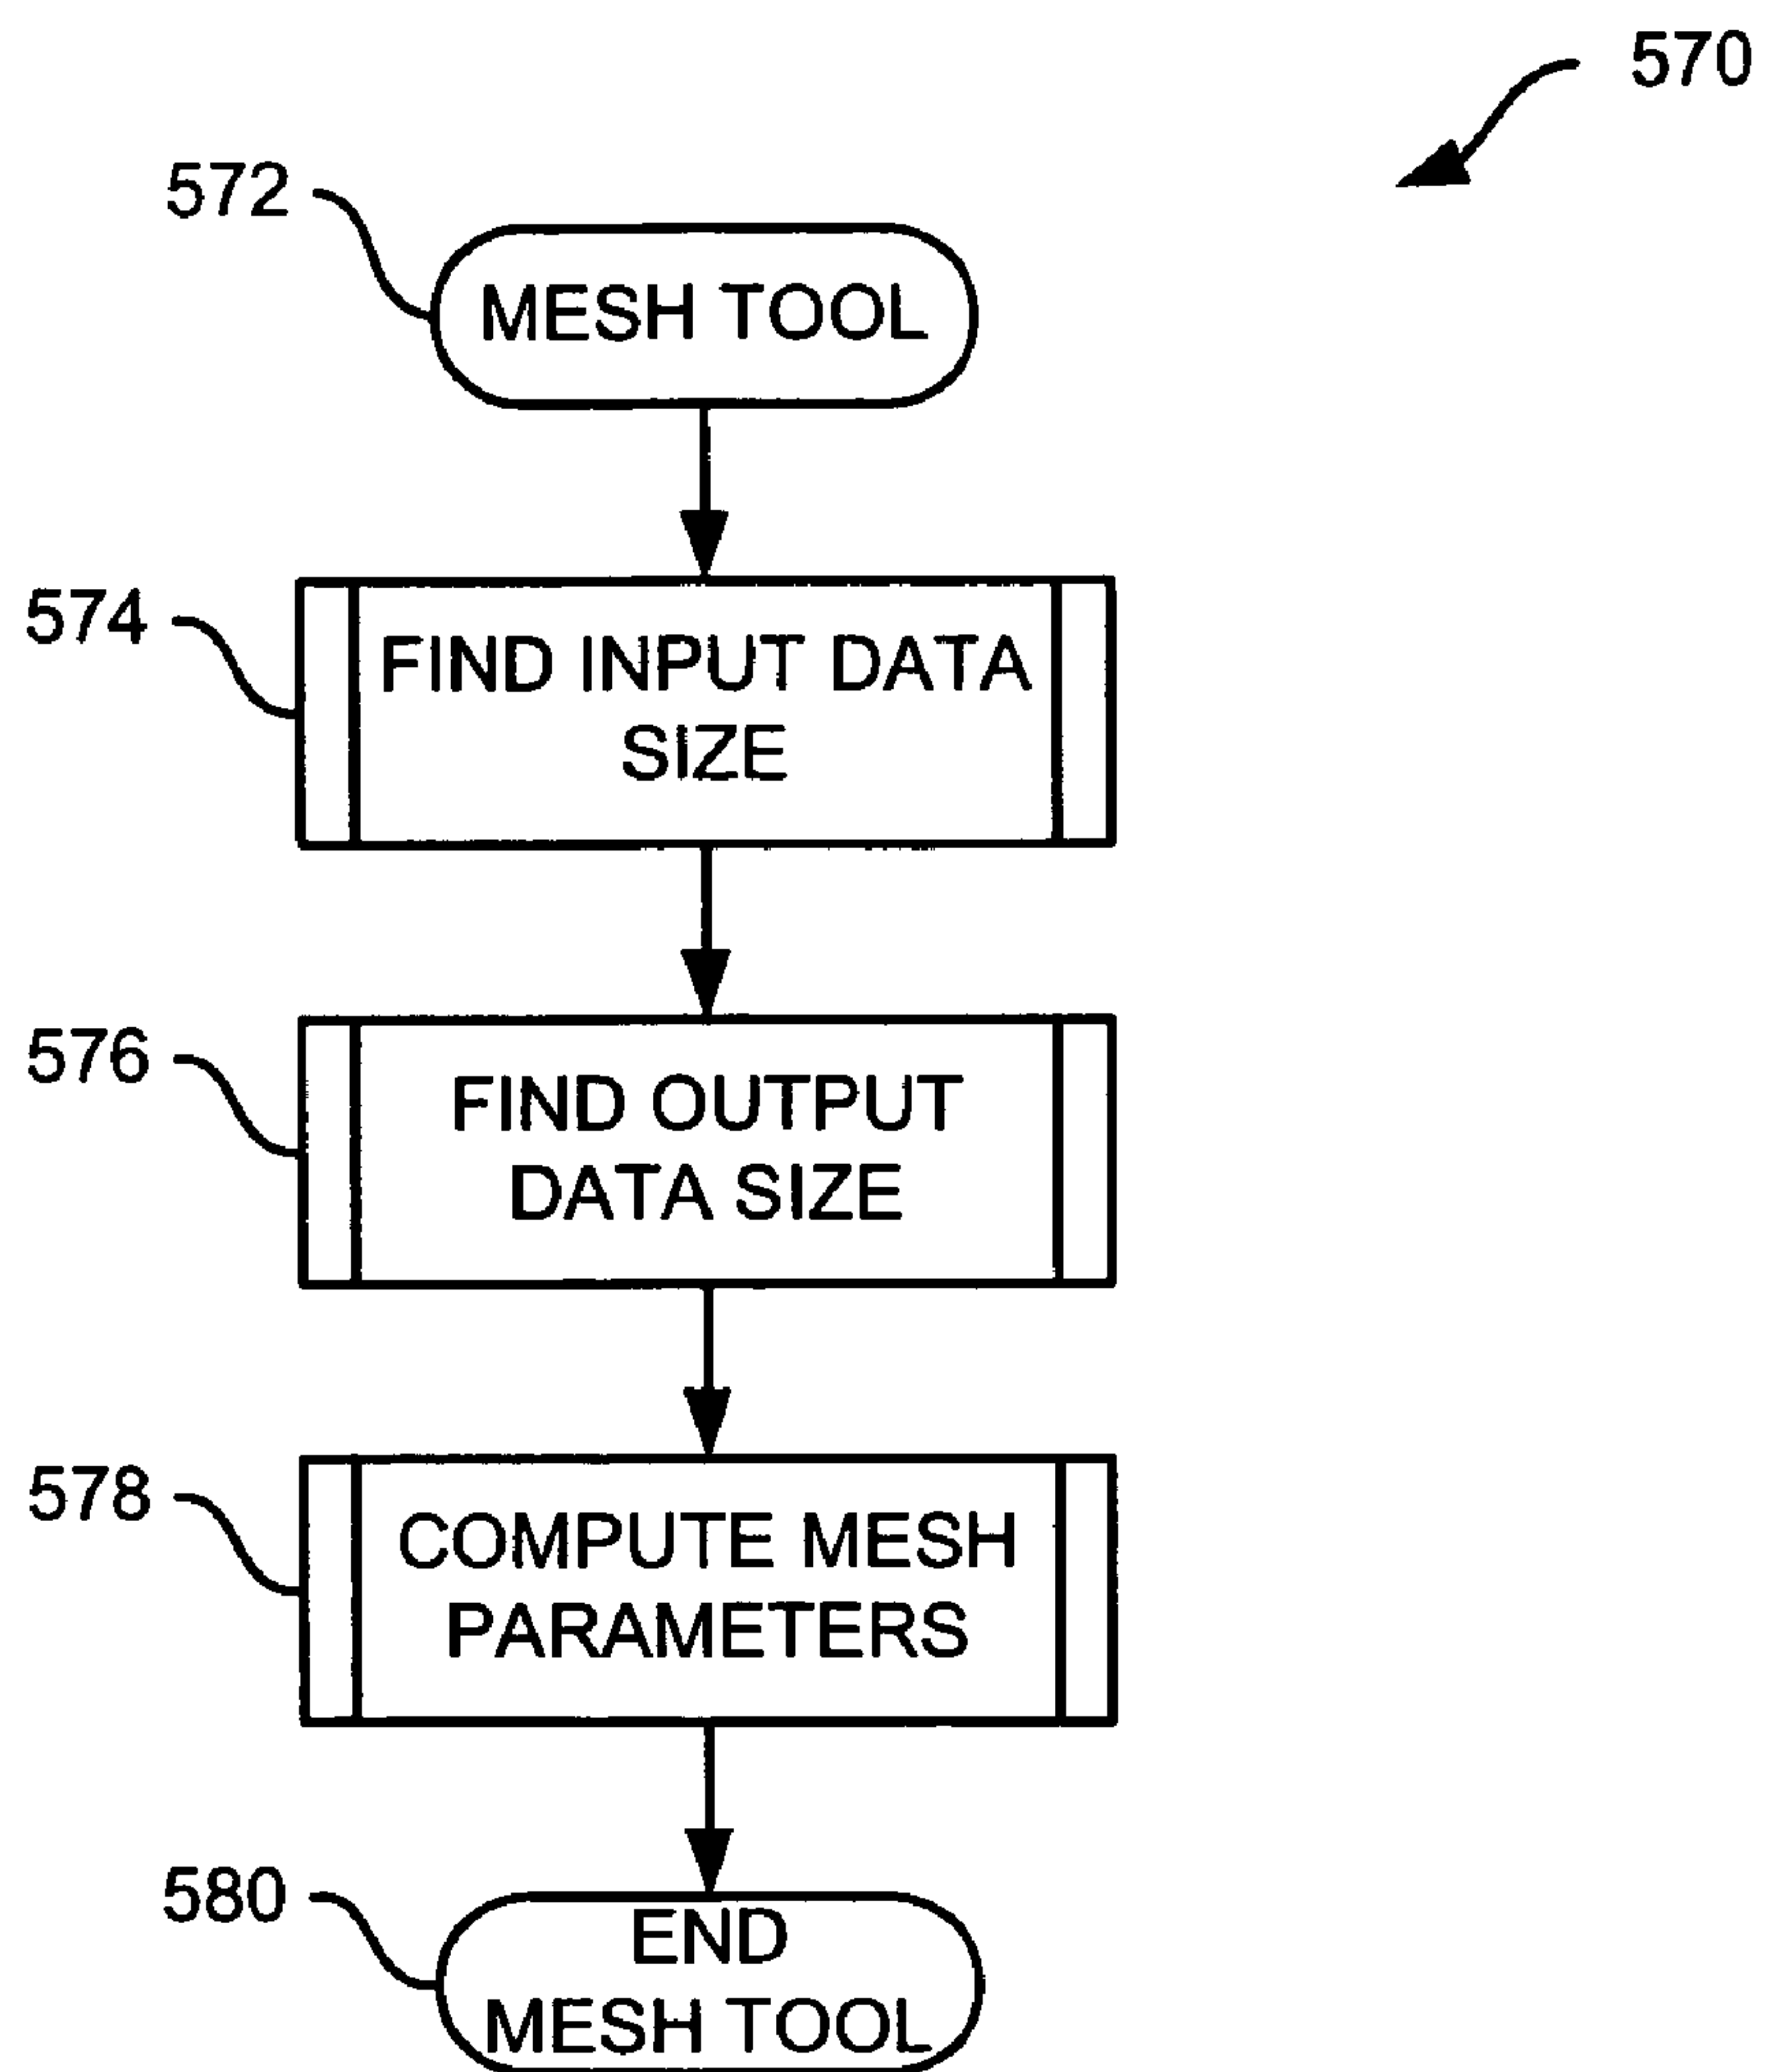 570
572
MESH TOOL
574
FIND INPUT DATA
SIZE
576
FIND OUTPUT
DATA SIZE
578
COMPUTE MESH
PARAMETERS
580
END
MESH TOOL